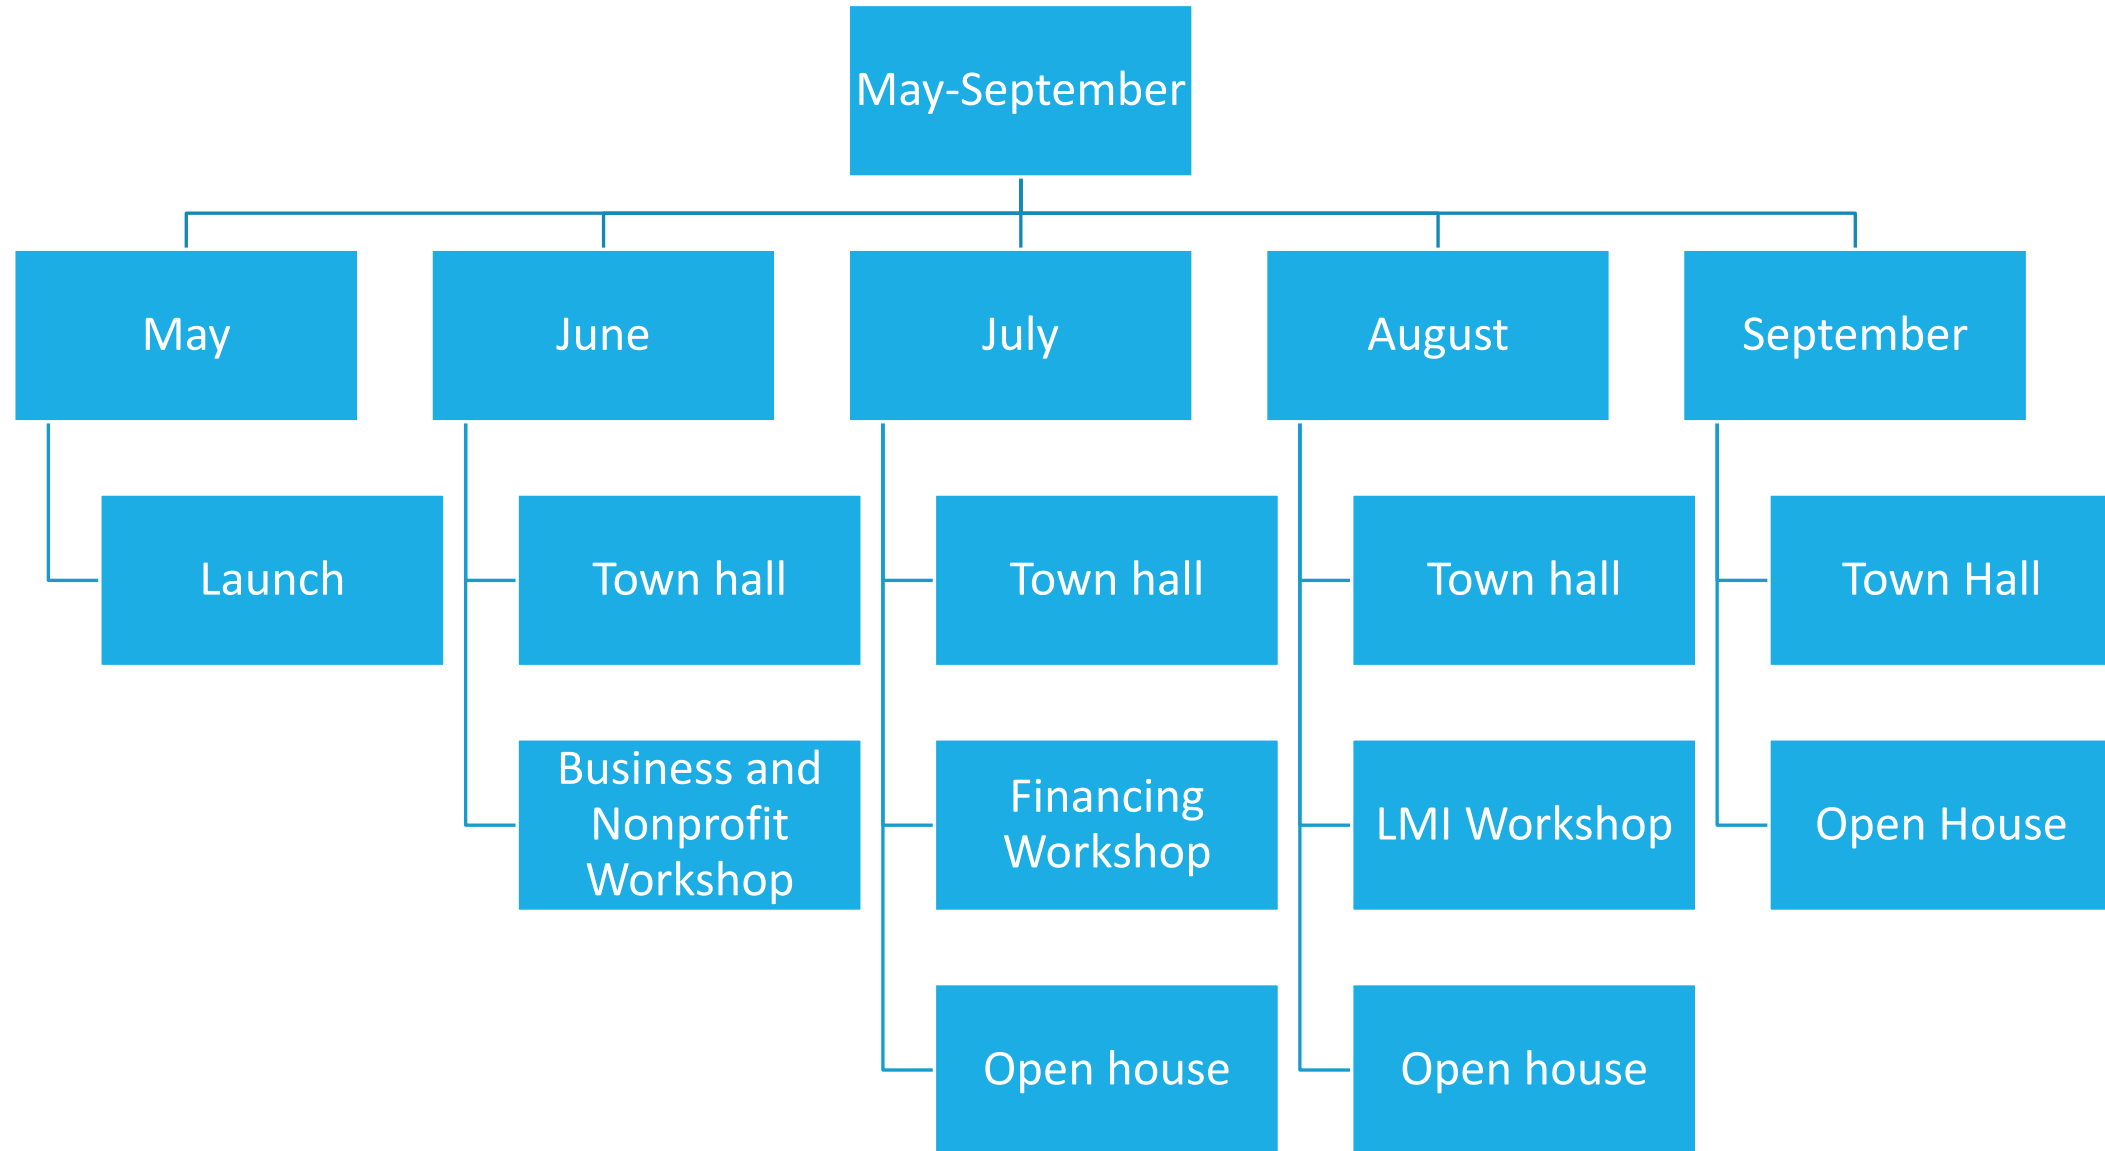 May-September
May
June
July
August
September
Launch
Town hall
Town hall
Town hall
Town Hall
Business and
Nonprofit
Workshop
Financing
Workshop
LMI Workshop
Open House
Open house
Open house